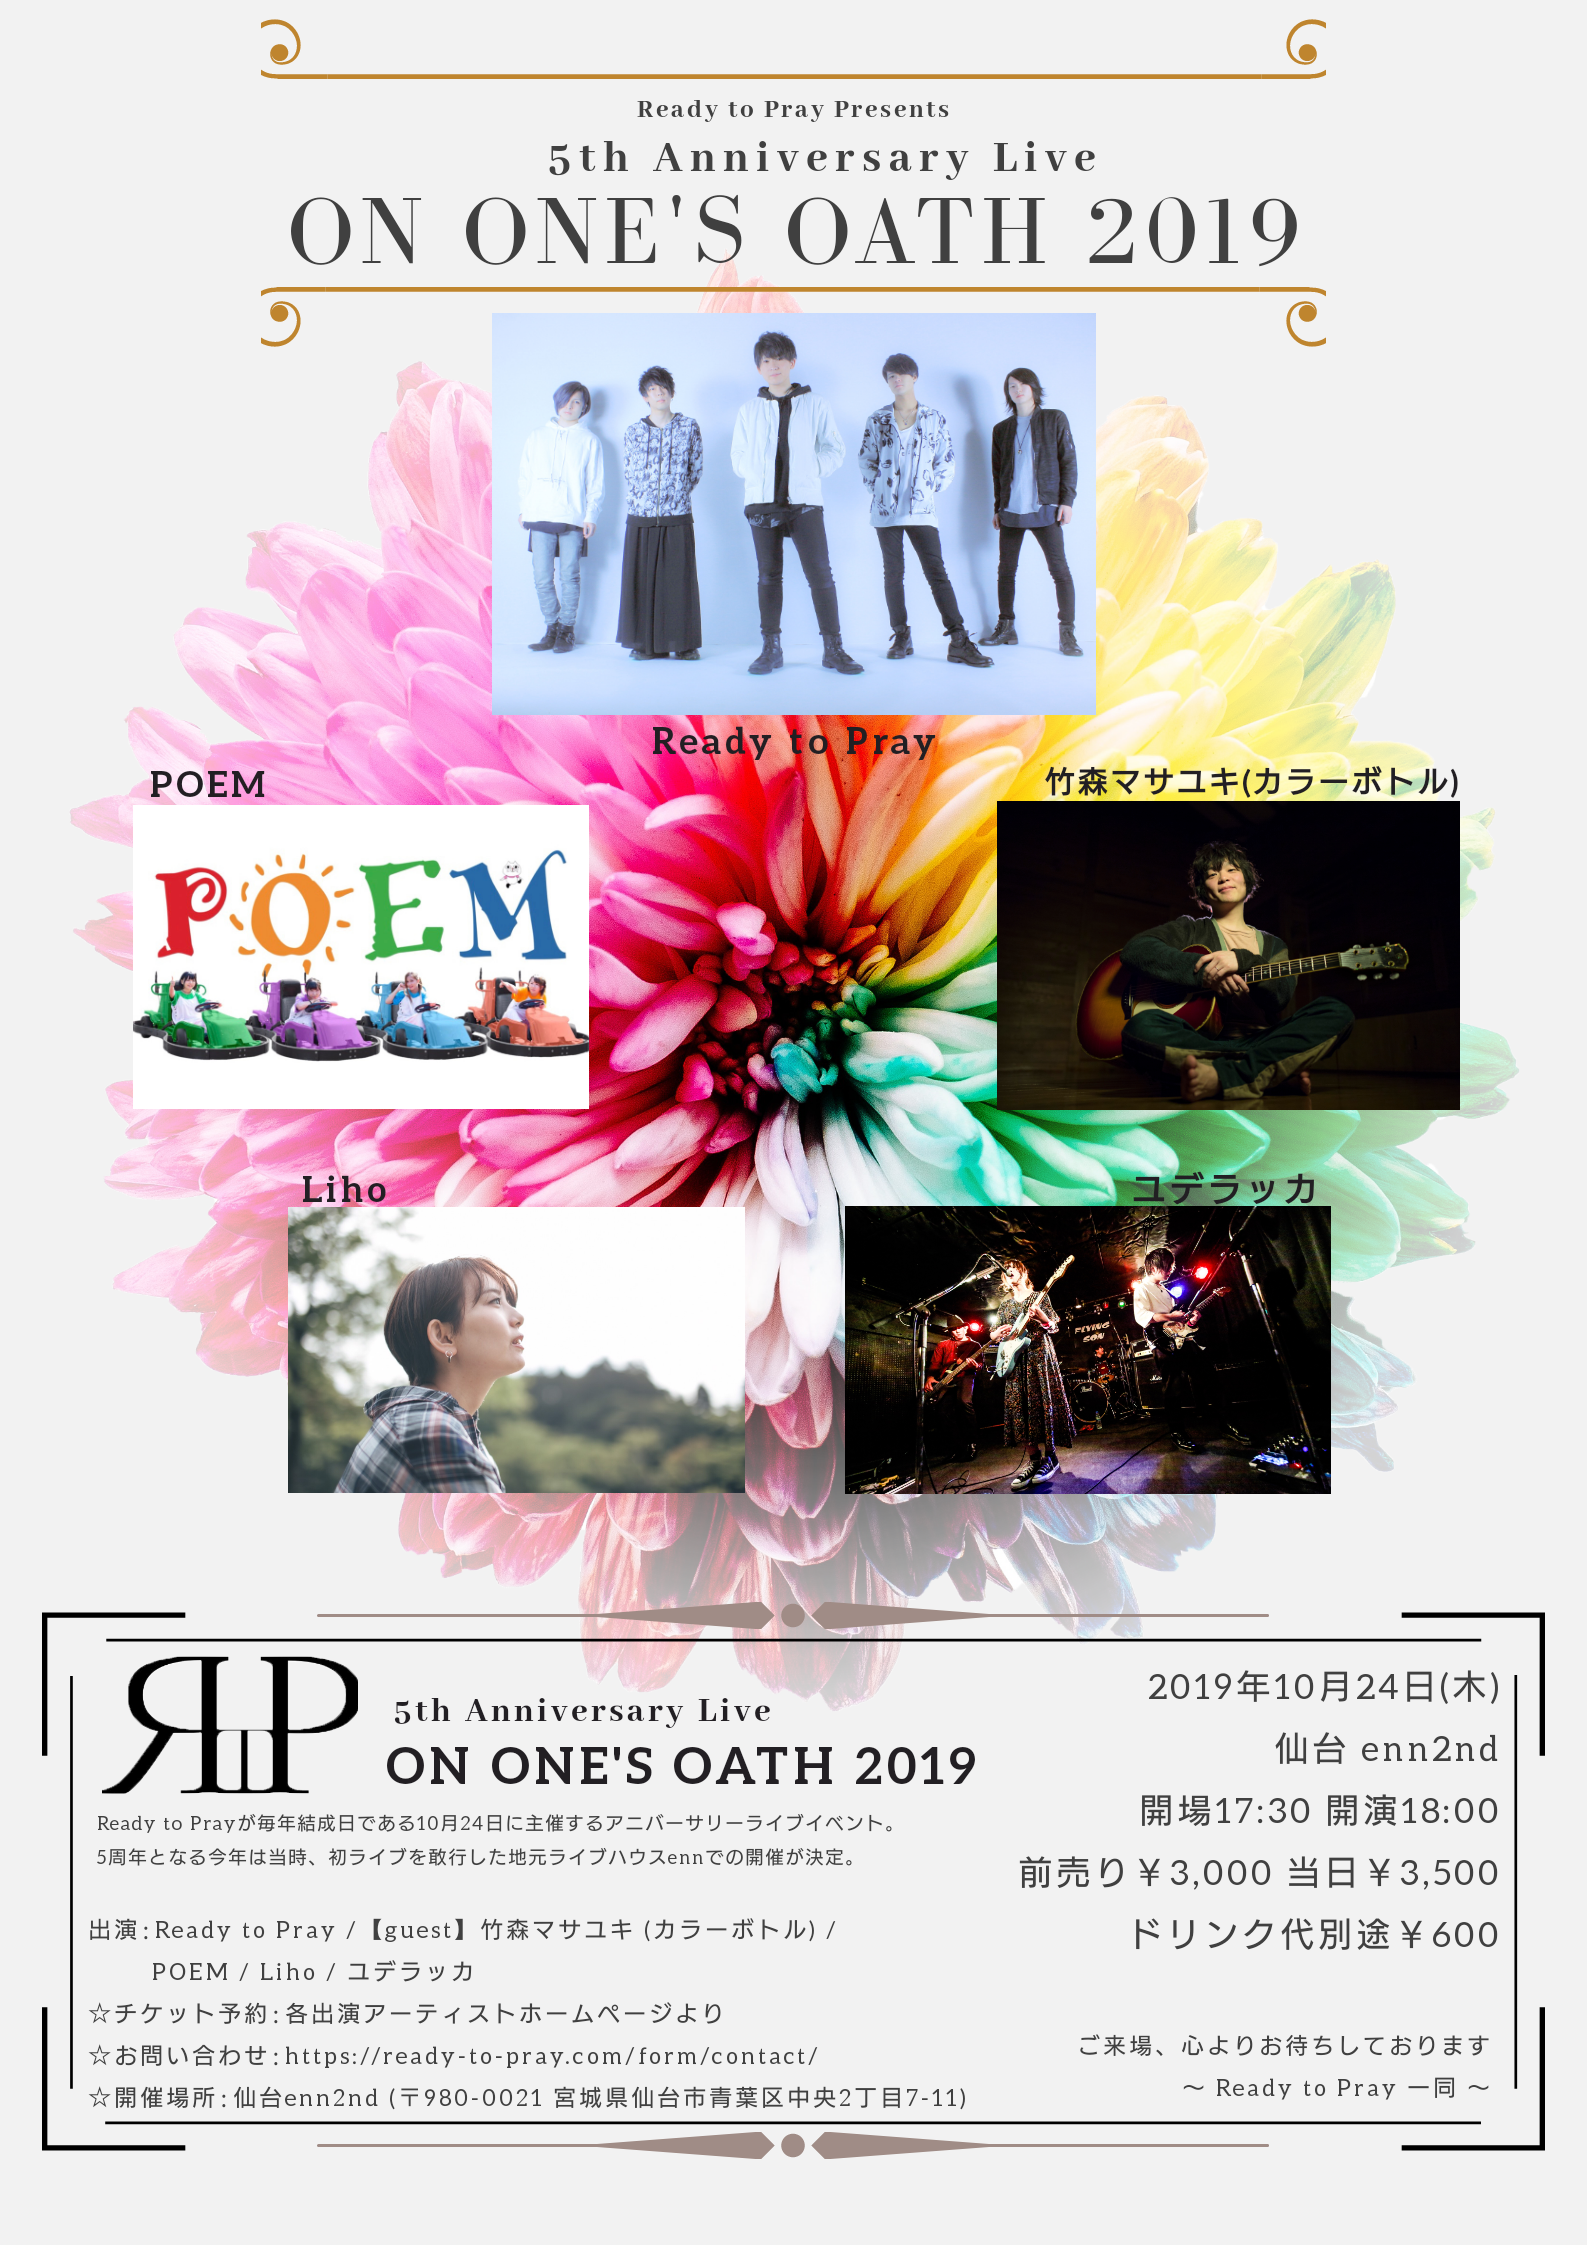 Ready to Pray Presents
5th Anniversary Live
ON ONE'S OATH 2019
Ready to Pray
POEM
竹森マサユキ(カラーボトル)
POEM
Liho
ユデラッカ
FLYING
SON
5th Anniversary Live
ON ONE'S OATH 2019
Ready to Prayが毎年結成日である10月24日に主催するアニバーサリーライブイベント。
5周年となる今年は当時、初ライブを敢行した地元ライブハウスennでの開催が決定。
出演:Ready to Pray /【guest】竹森マサユキ (カラーボトル) /
POEM / Liho / ユデラッカ
☆チケット予約:各出演アーティストホームページより
☆お問い合わせ:https://ready-to-pray.com/form/contact/
☆開催場所:仙台enn2nd (〒980-0021 宮城県仙台市青葉区中央2丁目7-11)
2019年10月24日(木)
仙台 enn2nd
開場17:30 開演18:00
前売り￥3,000 当日￥3,500
ドリンク代別途￥600
ご来場、心よりお待ちしております
～ Ready to Pray 一同 ～